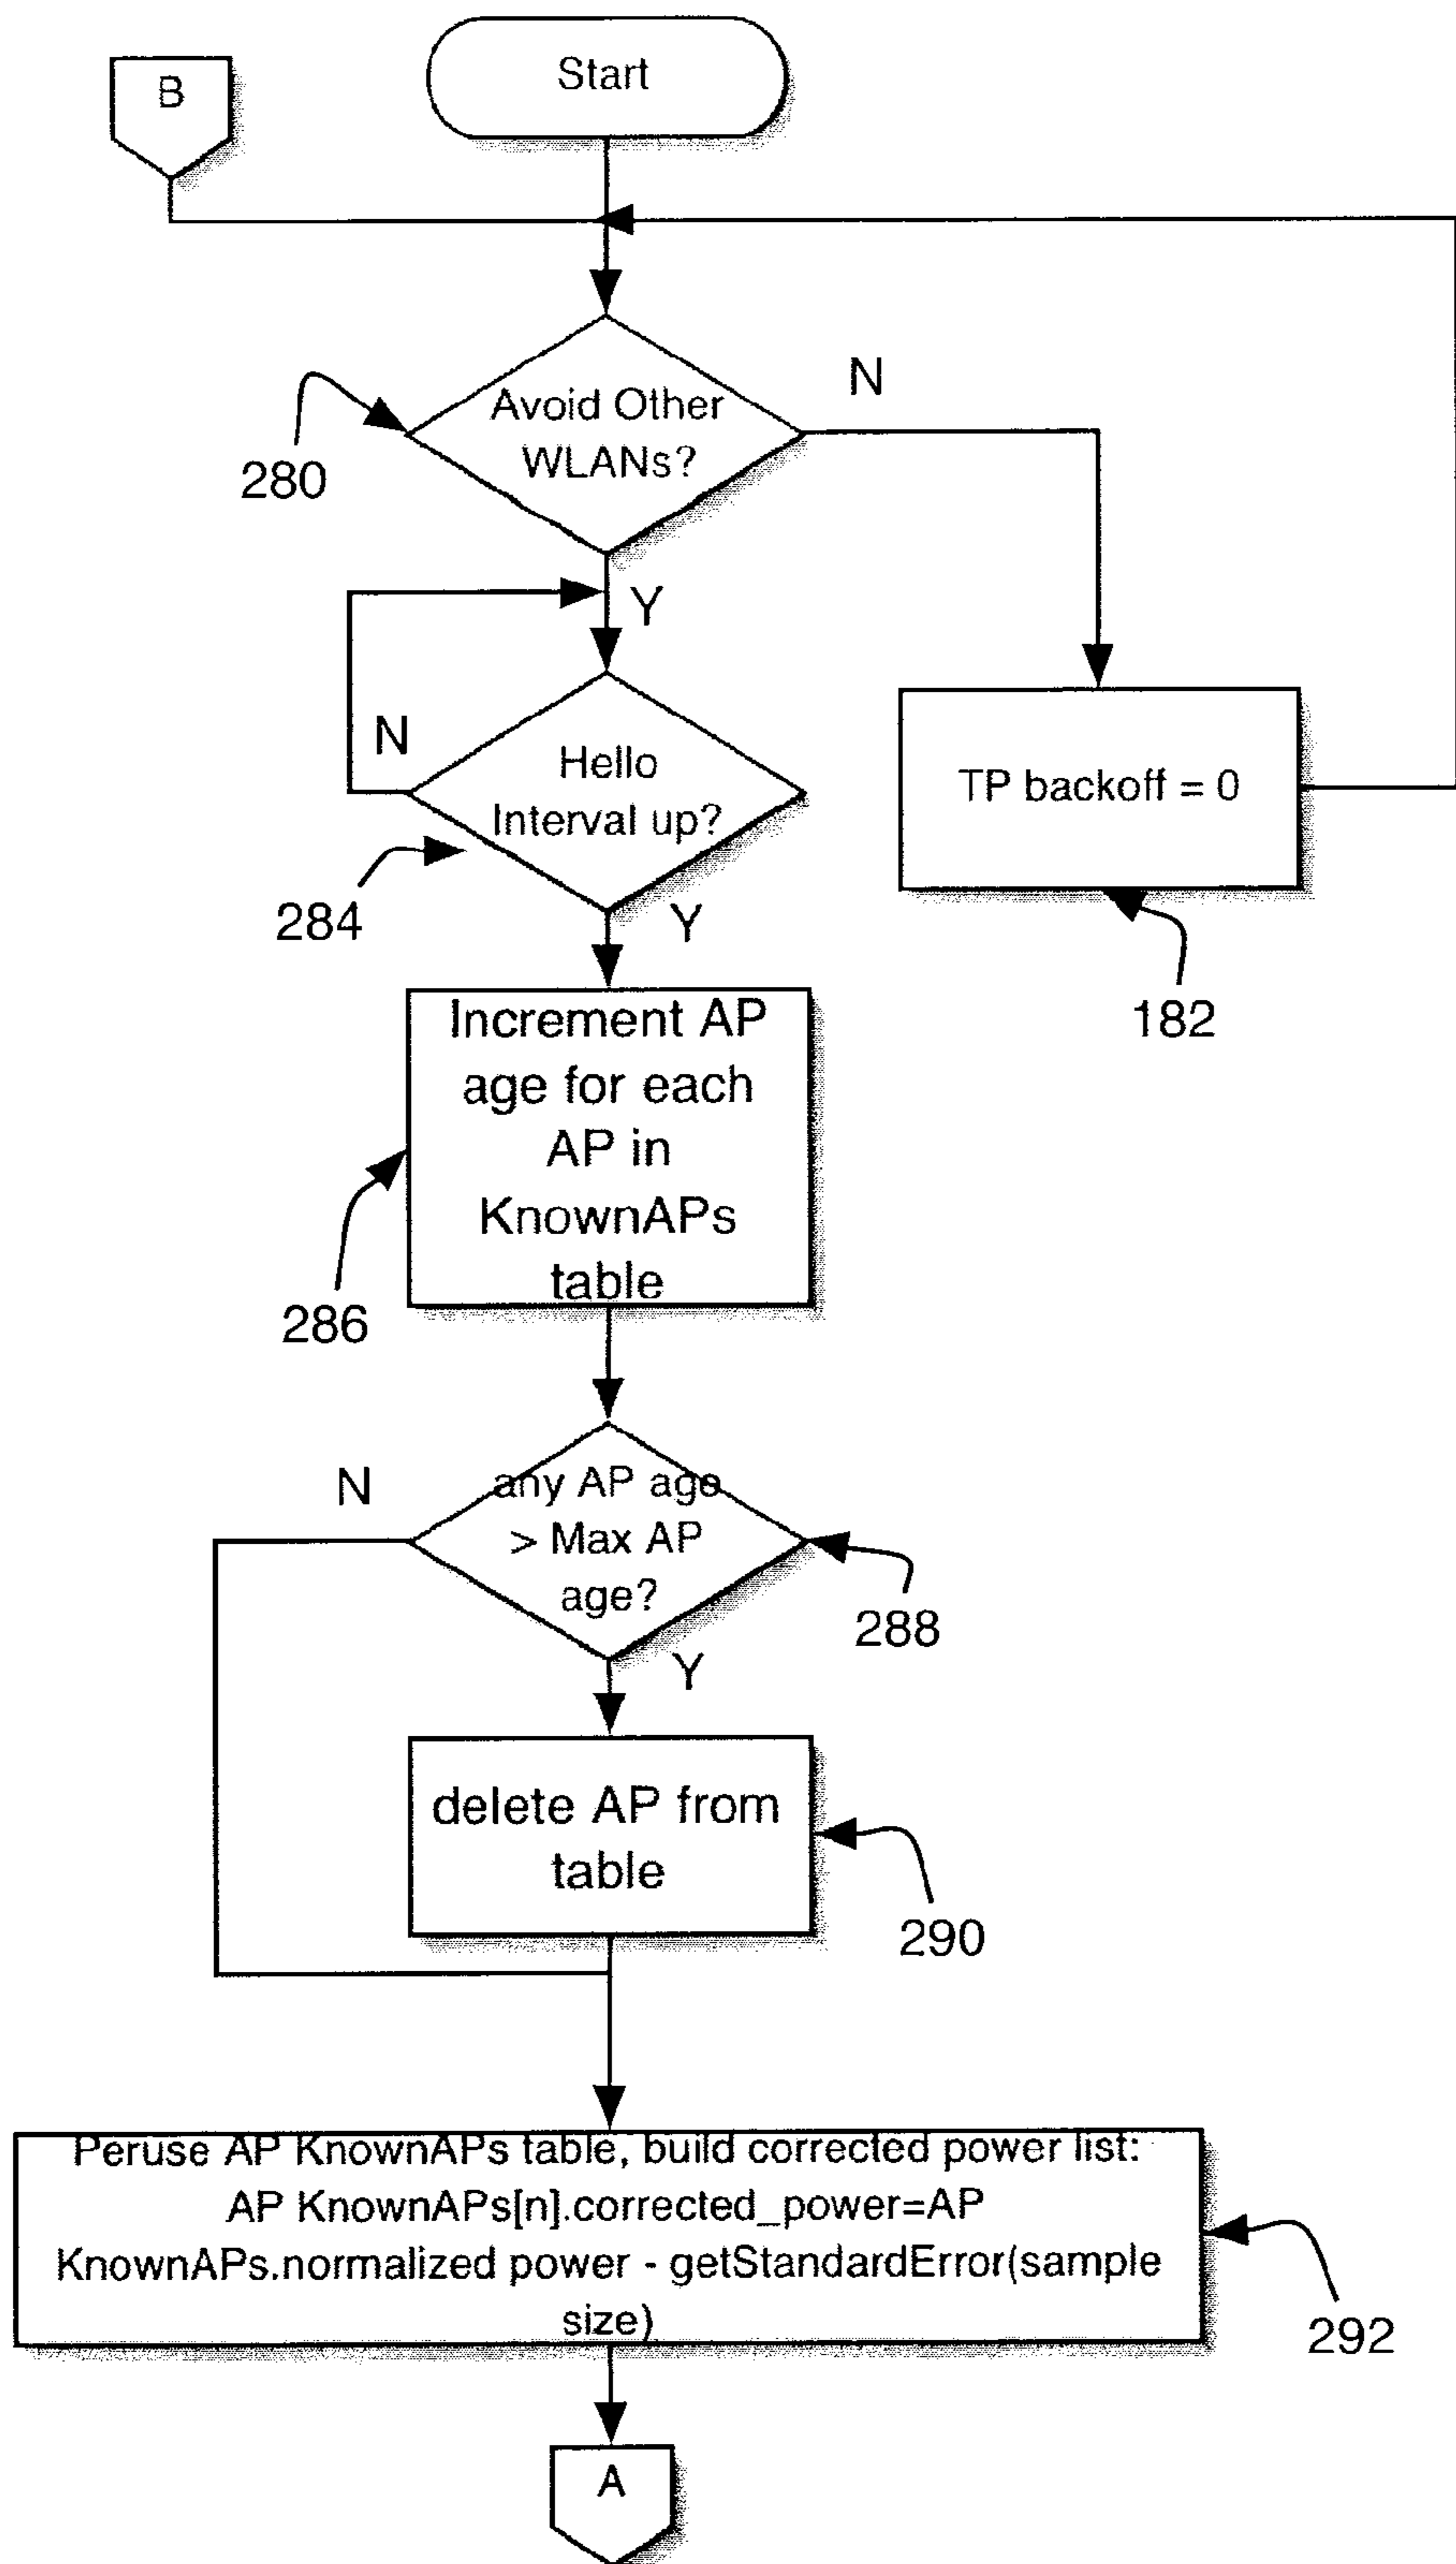 B
Start
Avoid Other
WLANs?
N
280
Y
Hello
Interval up?
N
284
Y
TP backoff = 0
182
Increment AP
age for each
AP in
KnownAPs
table
286
any AP age
> Max AP
age?
N
288
Y
delete AP from
table
290
Peruse AP KnownAPs table, build corrected power list:
AP KnownAPs[n].corrected_power=AP
KnownAPs.normalized power - getStandardError(sample
size)
292
A